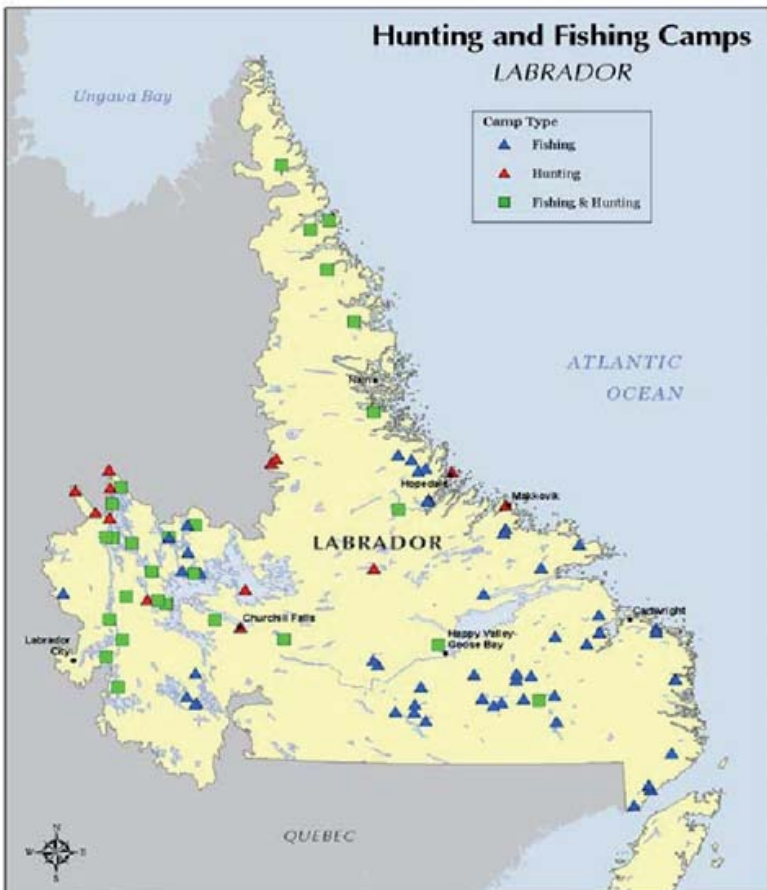 Hunting and Fishing Camps
LABRADOR
Ungava Bay
Camp Type
Fishing
Hunting
Fishing & Hunting
ATLANTIC
OCEAN
Nain
Hopedale
Makkovik
LABRADOR
Churchill Falls
Cartwright
Labrador
City
Happy Valley-
Goose Bay
QUEBEC
N
W
E
S